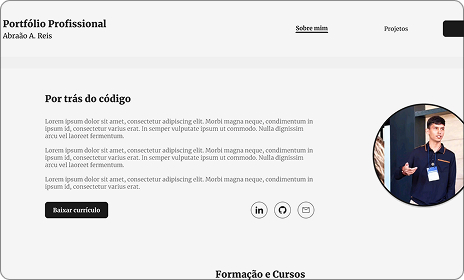 Portfólio Profissional
Abraão A. Reis
Sobre mim
Projetos
Por trás do código
Lorem ipsum dolor sit amet, consectetur adipiscing elit. Morbi magna neque, condimentum in
ipsum id, consectetur varius erat. In semper vulputate ipsum ut commodo. Nulla dignissim
arcu vel laoreet fermentum.
Lorem ipsum dolor sit amet, consectetur adipiscing elit. Morbi magna neque, condimentum in
ipsum id, consectetur varius erat. In semper vulputate ipsum ut commodo. Nulla dignissim
arcu vel laoreet fermentum.
Lorem ipsum dolor sit amet, consectetur adipiscing elit. Morbi magna neque, condimentum in
ipsum id, consectetur varius erat.
Baixar currículo
Formação e Cursos